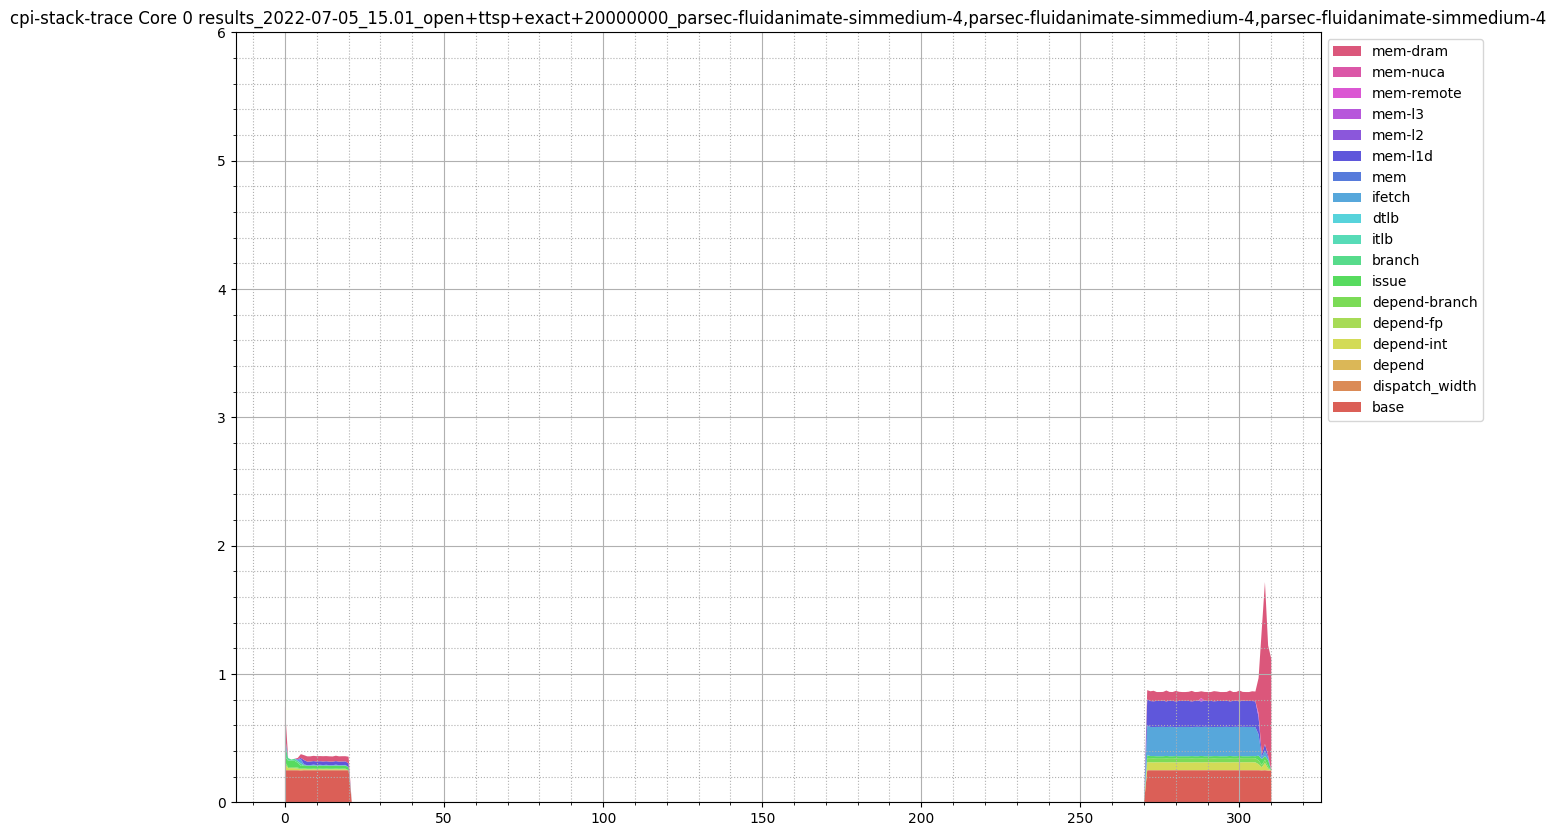 cpi-stack-trace Core 0 results_2022-07-05_15.01_open+ttsp+exact+20000000_parsec-fluidanimate-simmedium-4,parsec-fluidanimate-simmedium-4,parsec-fluidanimate-simmedium-4
6
5
4
3
2
1
0
0 50 100 150 200 250 300
mem-dram
mem-nuca
mem-remote
mem-l3
mem-l2
mem-l1d
mem
ifetch
dtlb
itlb
branch
issue
depend-branch
depend-fp
depend-int
depend
dispatch_width
base